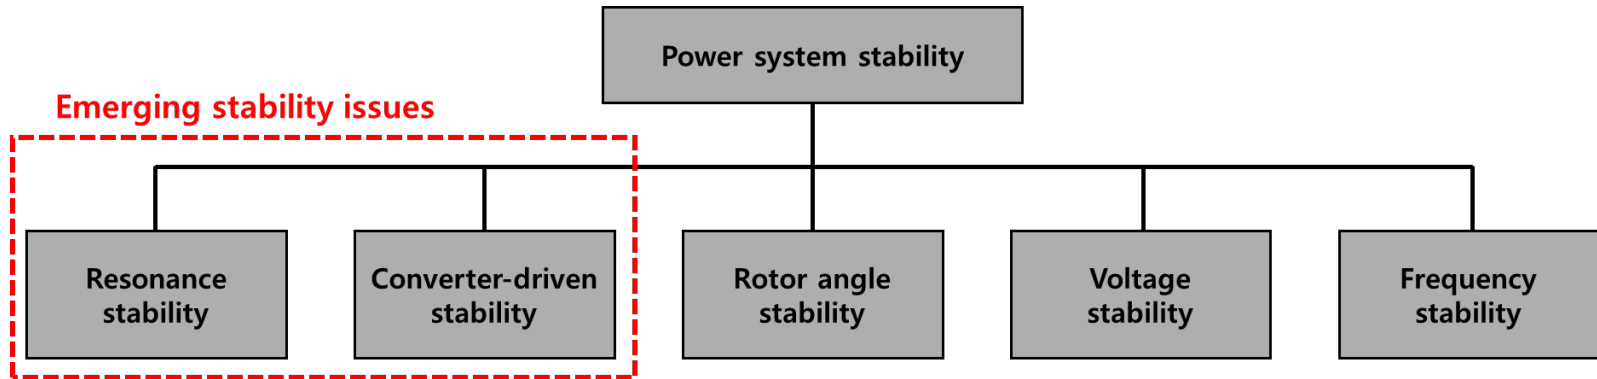 Power system stability
Emerging stability issues
Resonance
stability
Converter-driven
stability
Rotor angle
stability
Voltage
stability
Frequency
stability